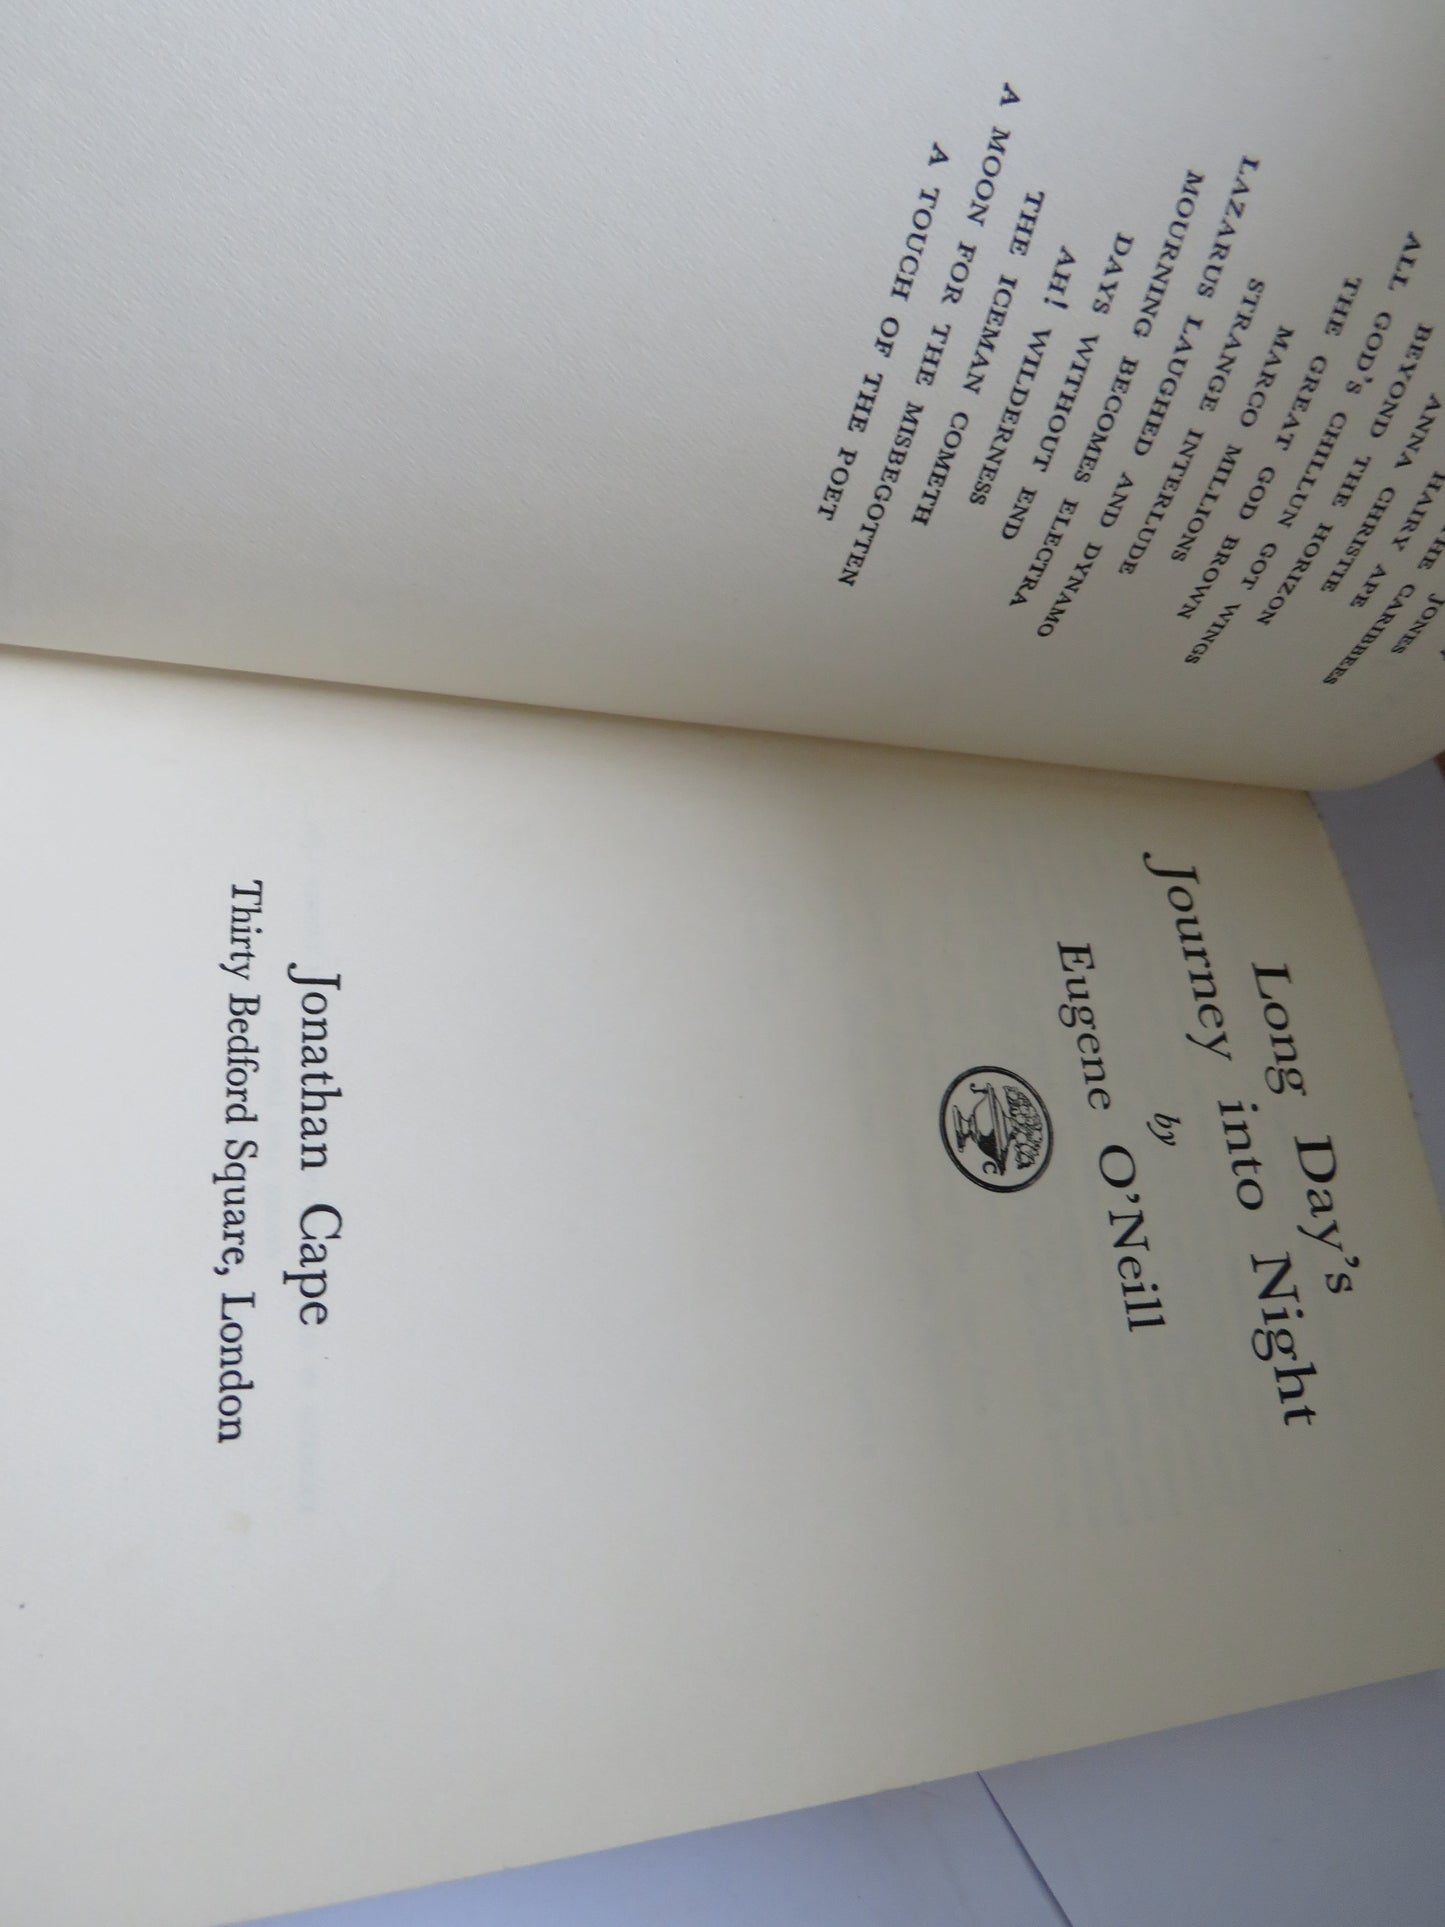 JONES
THE CARIBBEES
HAIRY APE
ANNA CHRISTIE
BEYOND THE HORIZON
ALL GOD'S CHILLUN GOT WINGS
THE GREAT GOD BROWN
MARCO MILLIONS
STRANGE INTERLUDE
LAZARUS LAUGHED AND DYNAMO
MOURNING BECOMES ELECTRA
DAYS WITHOUT END
AH! WILDERNESS
THE ICEMAN COMETH
A MOON FOR THE MISBEGOTTEN
A TOUCH OF THE POET
Long Day's
Journey into Night
by
Eugene O'Neill
J C
Jonathan Cape
Thirty Bedford Square, London